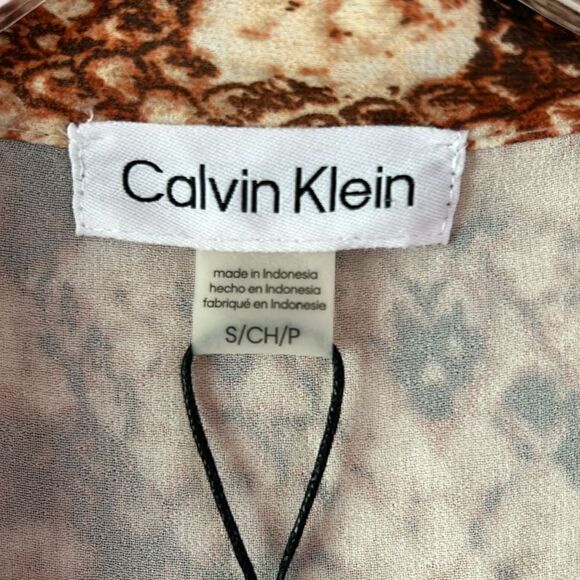 Calvin Klein
made in Indonesia
hecho en Indonesia
fabriqué en Indonesie
S/CH/P